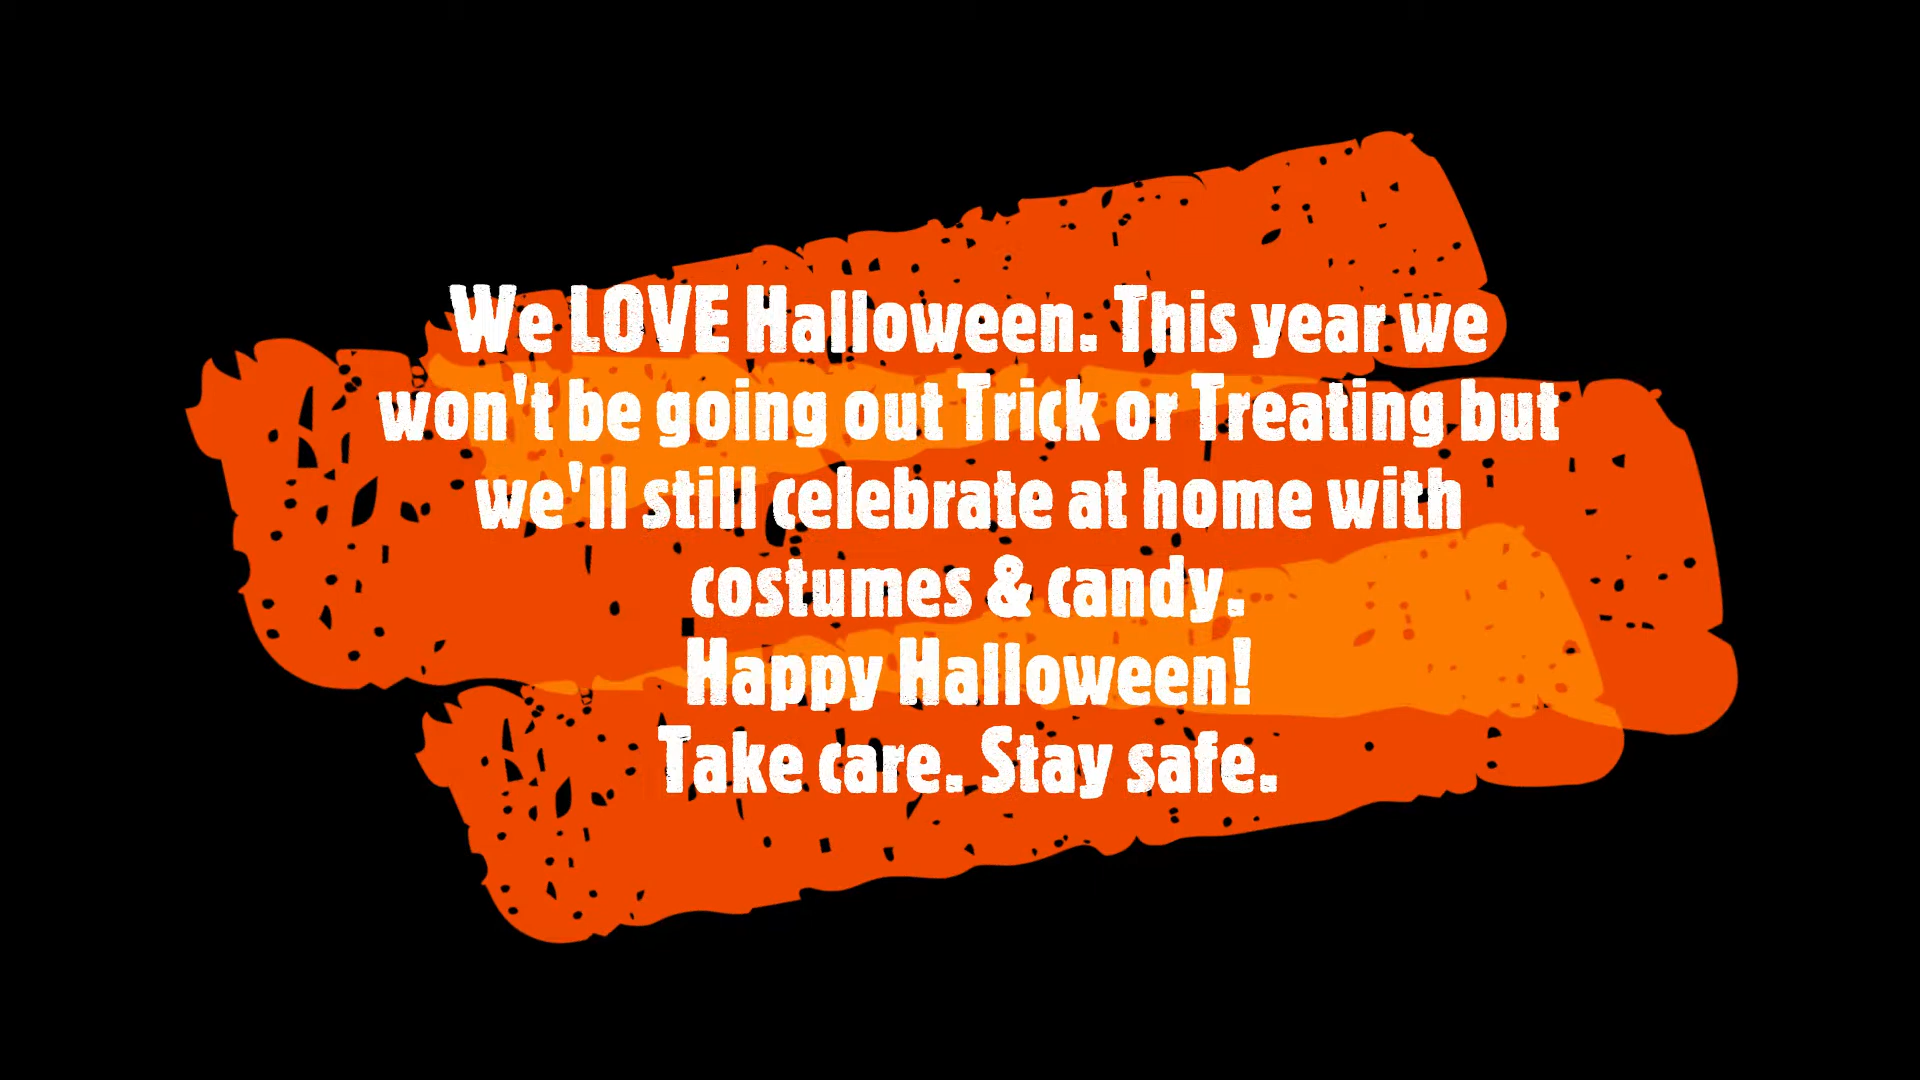 We LOVE Halloween. This year we
won't be going out Trick or Treating but
we'll still celebrate at home with
costumes & candy.
Happy Halloween!
Take care. Stay safe.